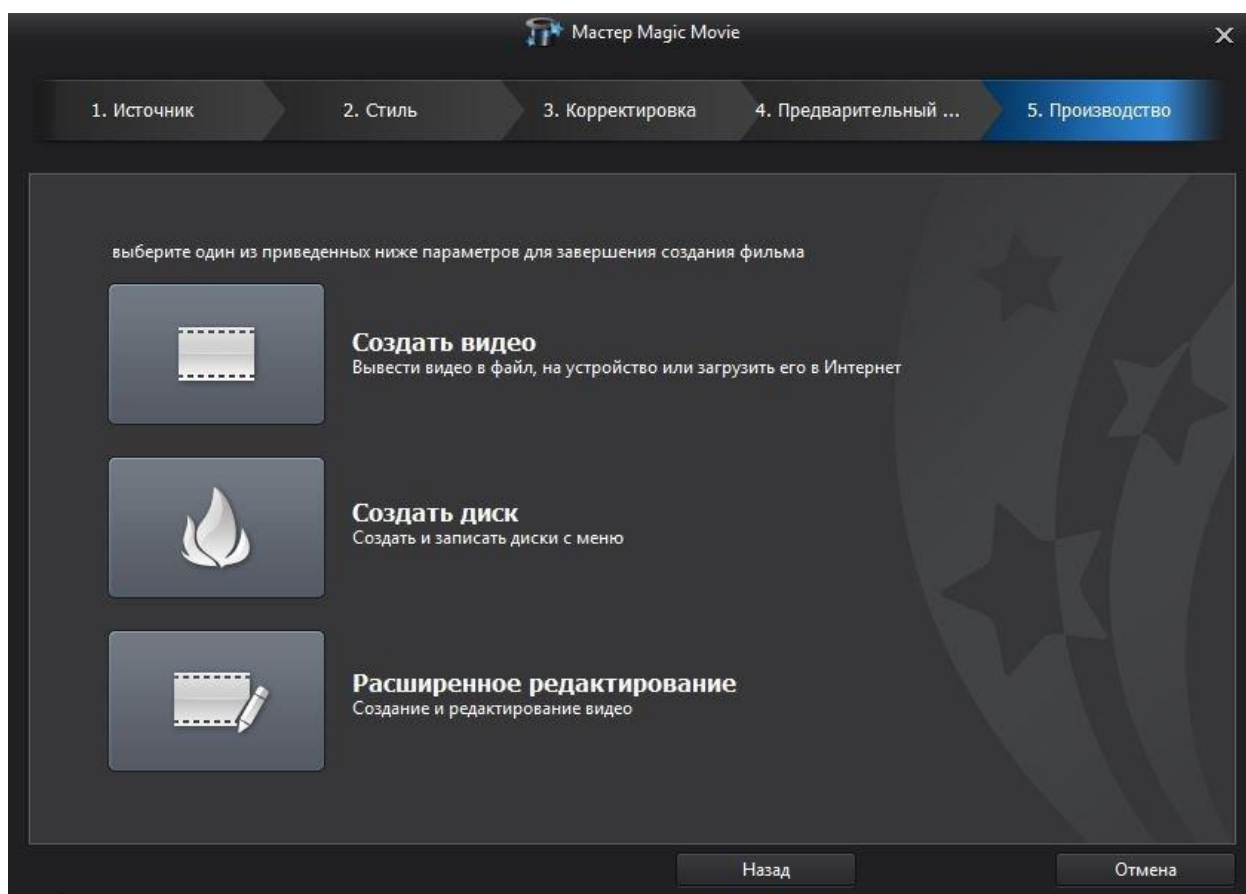 Мастер Magic Movie
1. Источник
2. Стиль
3. Корректировка
4. Предварительный ...
5. Производство
выберите один из приведенных ниже параметров для завершения создания фильма
Создать видео
Вывести видео в файл, на устройство или загрузить его в Интернет
Создать диск
Создать и записать диски с меню
Расширенное редактирование
Создание и редактирование видео
Назад
Отмена